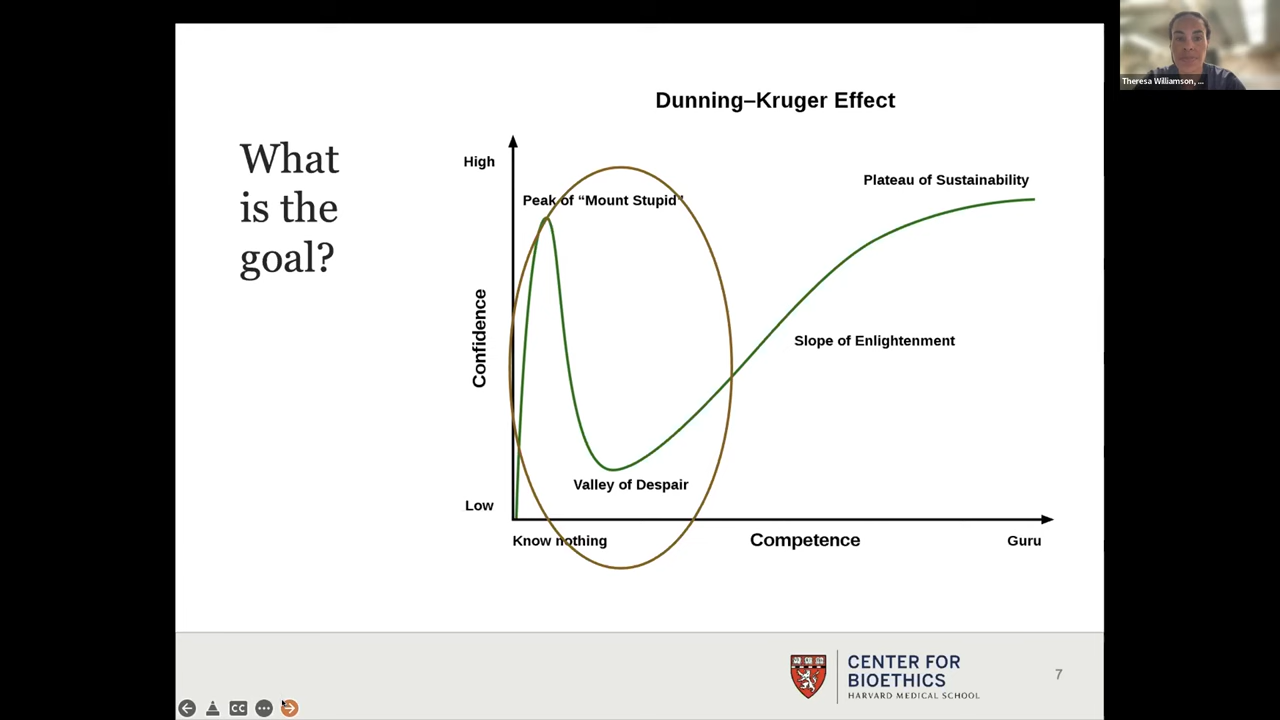 Theresa Williamson, ...
Dunning–Kruger Effect
What
is the
goal?
High
Plateau of Sustainability
Peak of “Mount Stupid”
Confidence
Slope of Enlightenment
Valley of Despair
Low
Know nothing
Competence
Guru
CENTER FOR
BIOETHICS
HARVARD MEDICAL SCHOOL
7
CC